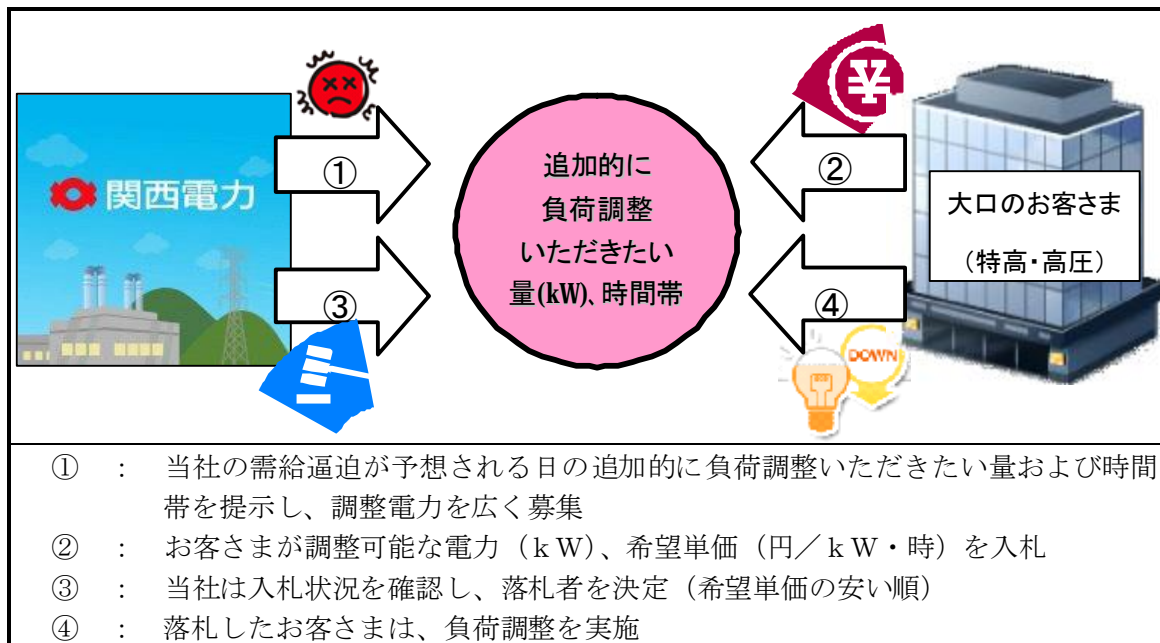 関西電力
①
③
追加的に
負荷調整
いただきたい
量(kW)、時間帯
¥
②
④
DOWN
大口のお客さま
（特高・高圧）
① ： 当社の需給逼迫が予想される日の追加的に負荷調整いただきたい量および時間
帯を提示し、調整電力を広く募集
② ： お客さまが調整可能な電力（ｋＷ）、希望単価（円／ｋＷ・時）を入札
③ ： 当社は入札状況を確認し、落札者を決定（希望単価の安い順）
④ ： 落札したお客さまは、負荷調整を実施